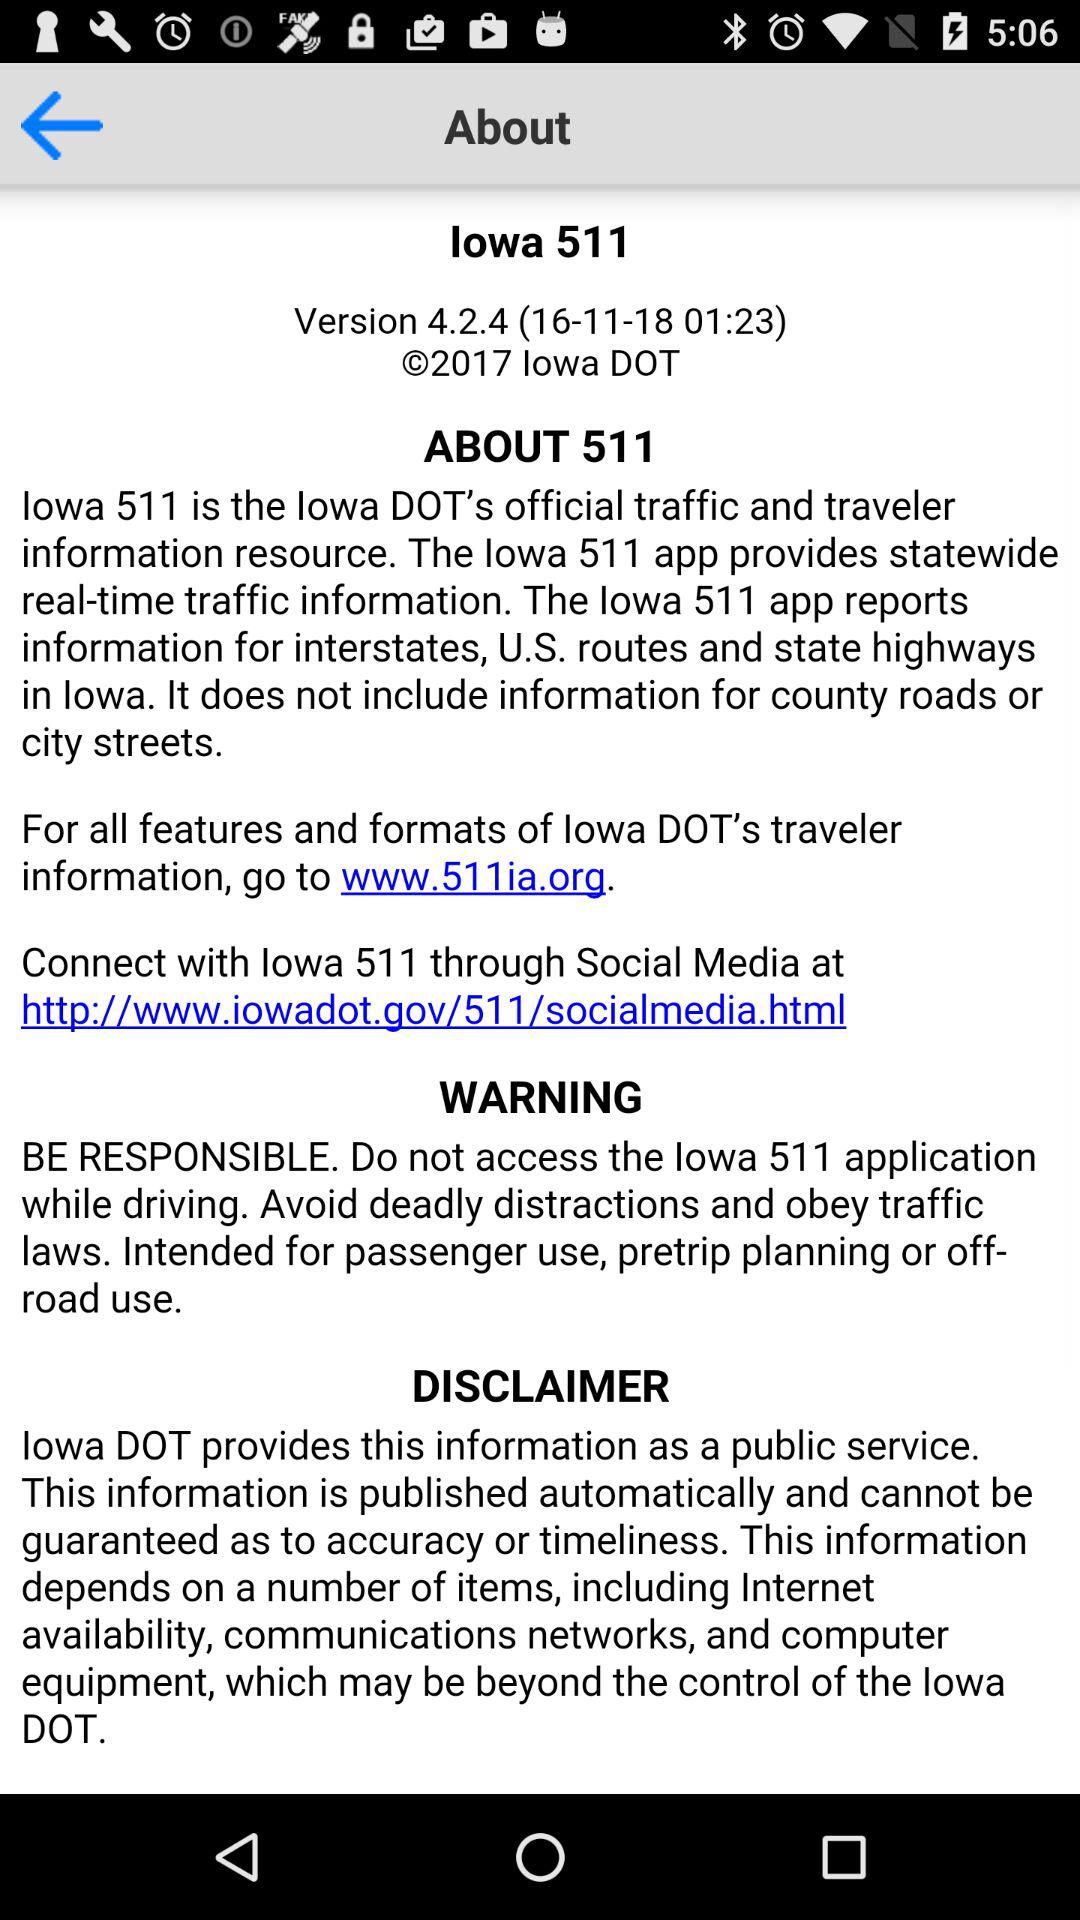 FAKE
5:06
About
Iowa 511
Version 4.2.4 (16-11-18 01:23)
©2017 Iowa DOT
ABOUT 511
Iowa 511 is the Iowa DOT’s official traffic and traveler
information resource. The Iowa 511 app provides statewide
real-time traffic information. The Iowa 511 app reports
information for interstates, U.S. routes and state highways
in Iowa. It does not include information for county roads or
city streets.
For all features and formats of Iowa DOT’s traveler
information, go to www.511ia.org.
Connect with Iowa 511 through Social Media at
http://www.iowadot.gov/511/socialmedia.html
WARNING
BE RESPONSIBLE. Do not access the Iowa 511 application
while driving. Avoid deadly distractions and obey traffic
laws. Intended for passenger use, pretrip planning or off-
road use.
DISCLAIMER
Iowa DOT provides this information as a public service.
This information is published automatically and cannot be
guaranteed as to accuracy or timeliness. This information
depends on a number of items, including Internet
availability, communications networks, and computer
equipment, which may be beyond the control of the Iowa
DOT.